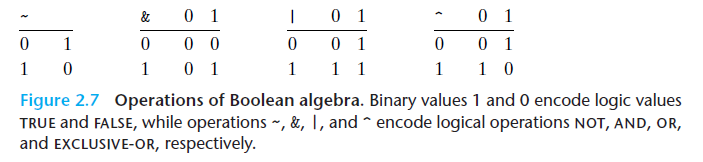 ~ & 0 1 | 0 1 ^ 0 1
0 1 0 0 0 0 0 1 0 0 1
1 0 1 0 1 1 1 1 1 1 0
Figure 2.7 Operations of Boolean algebra. Binary values 1 and 0 encode logic values
TRUE and FALSE, while operations ~, &, |, and ^ encode logical operations NOT, AND, OR,
and EXCLUSIVE-OR, respectively.